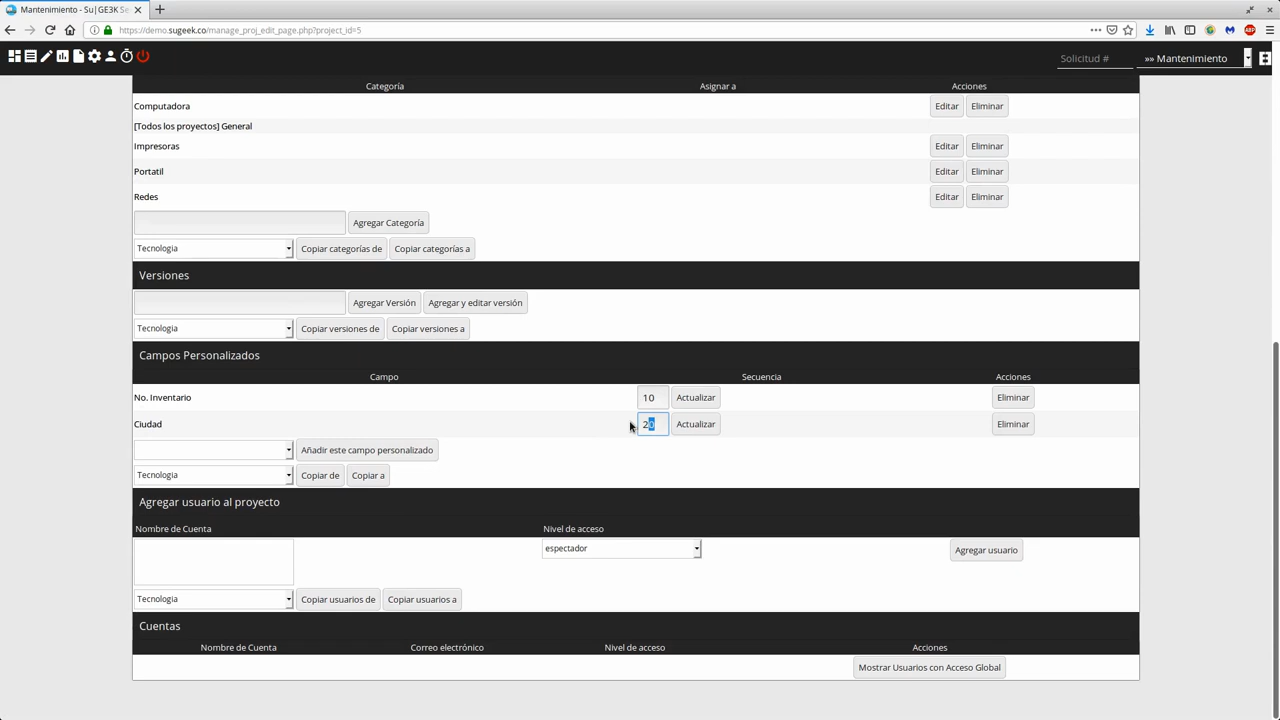 Mantenimiento - Su|GE3K Se
https://demo.sugeek.co/manage_proj_edit_page.php?project_id=5
ABP
Solicitud #
»» Mantenimiento
Categoría Asignar a Acciones
Computadora Editar Eliminar
[Todos los proyectos] General
Impresoras Editar Eliminar
Portatil Editar Eliminar
Redes Editar Eliminar
Agregar Categoría
Tecnologia Copiar categorías de Copiar categorías a
Versiones
Agregar Versión Agregar y editar versión
Tecnologia Copiar versiones de Copiar versiones a
Campos Personalizados
Campo Secuencia Acciones
No. Inventario 10 Actualizar Eliminar
Ciudad 20 Actualizar Eliminar
Añadir este campo personalizado
Tecnologia Copiar de Copiar a
Agregar usuario al proyecto
Nombre de Cuenta Nivel de acceso
espectador Agregar usuario
Tecnologia Copiar usuarios de Copiar usuarios a
Cuentas
Nombre de Cuenta Correo electrónico Nivel de acceso Acciones
Mostrar Usuarios con Acceso Global